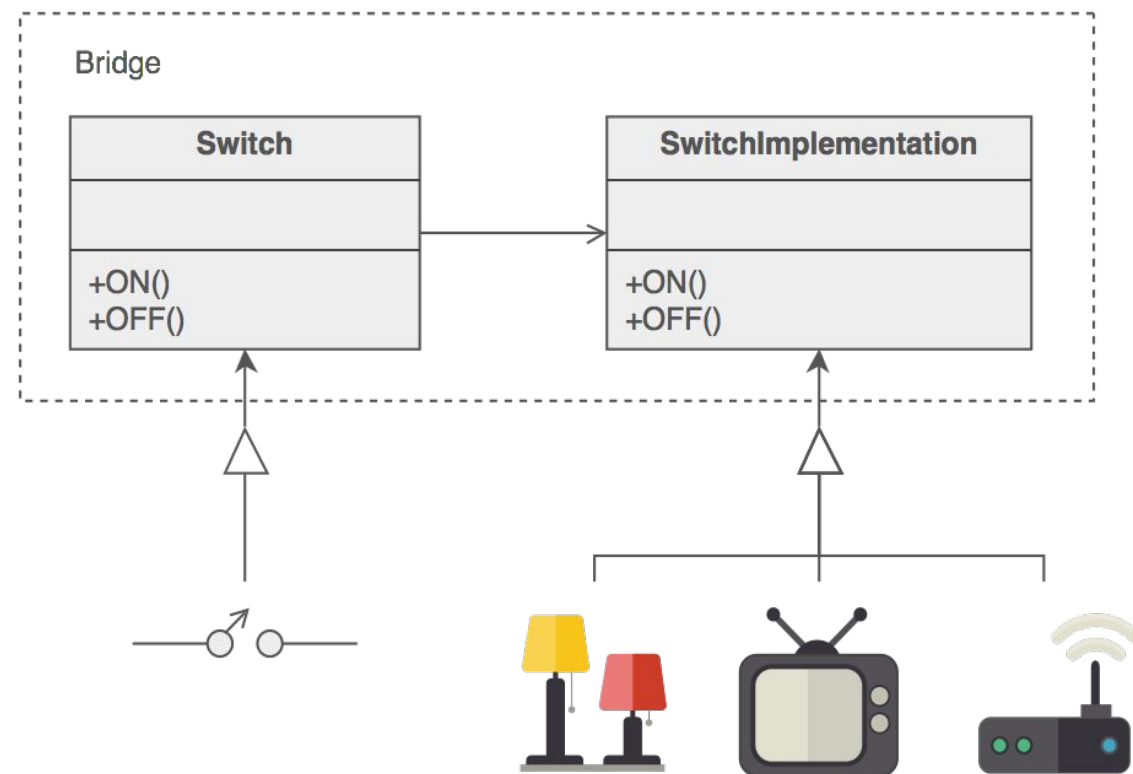 Bridge
Switch
+ON()
+OFF()
SwitchImplementation
+ON()
+OFF()